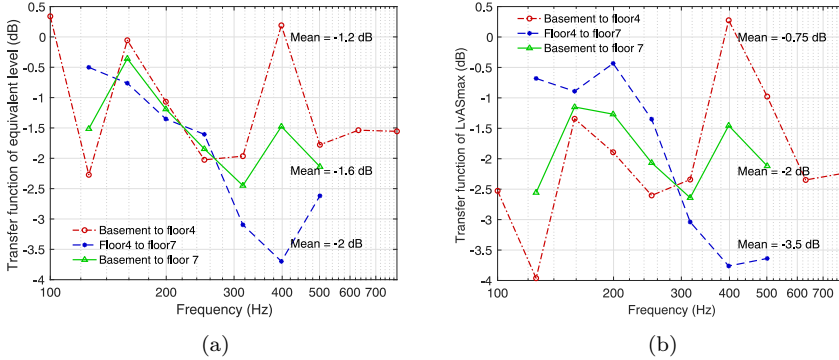 Transfer function of equivalent level (dB)
0.5
0
-0.5
-1
-1.5
-2
-2.5
-3
-3.5
-4
Mean = -1.2 dB
Mean = -1.6 dB
Mean = -2 dB
Basement to floor4
Floor4 to floor7
Basement to floor 7
100 200 300 400 500 600 700
Frequency (Hz)
(a)
Transfer function of LvASmax (dB)
0.5
0
-0.5
-1
-1.5
-2
-2.5
-3
-3.5
-4
Basement to floor4
Floor4 to floor7
Basement to floor 7
Mean = -0.75 dB
Mean = -2 dB
Mean = -3.5 dB
100 200 300 400 500 600 700
Frequency (Hz)
(b)